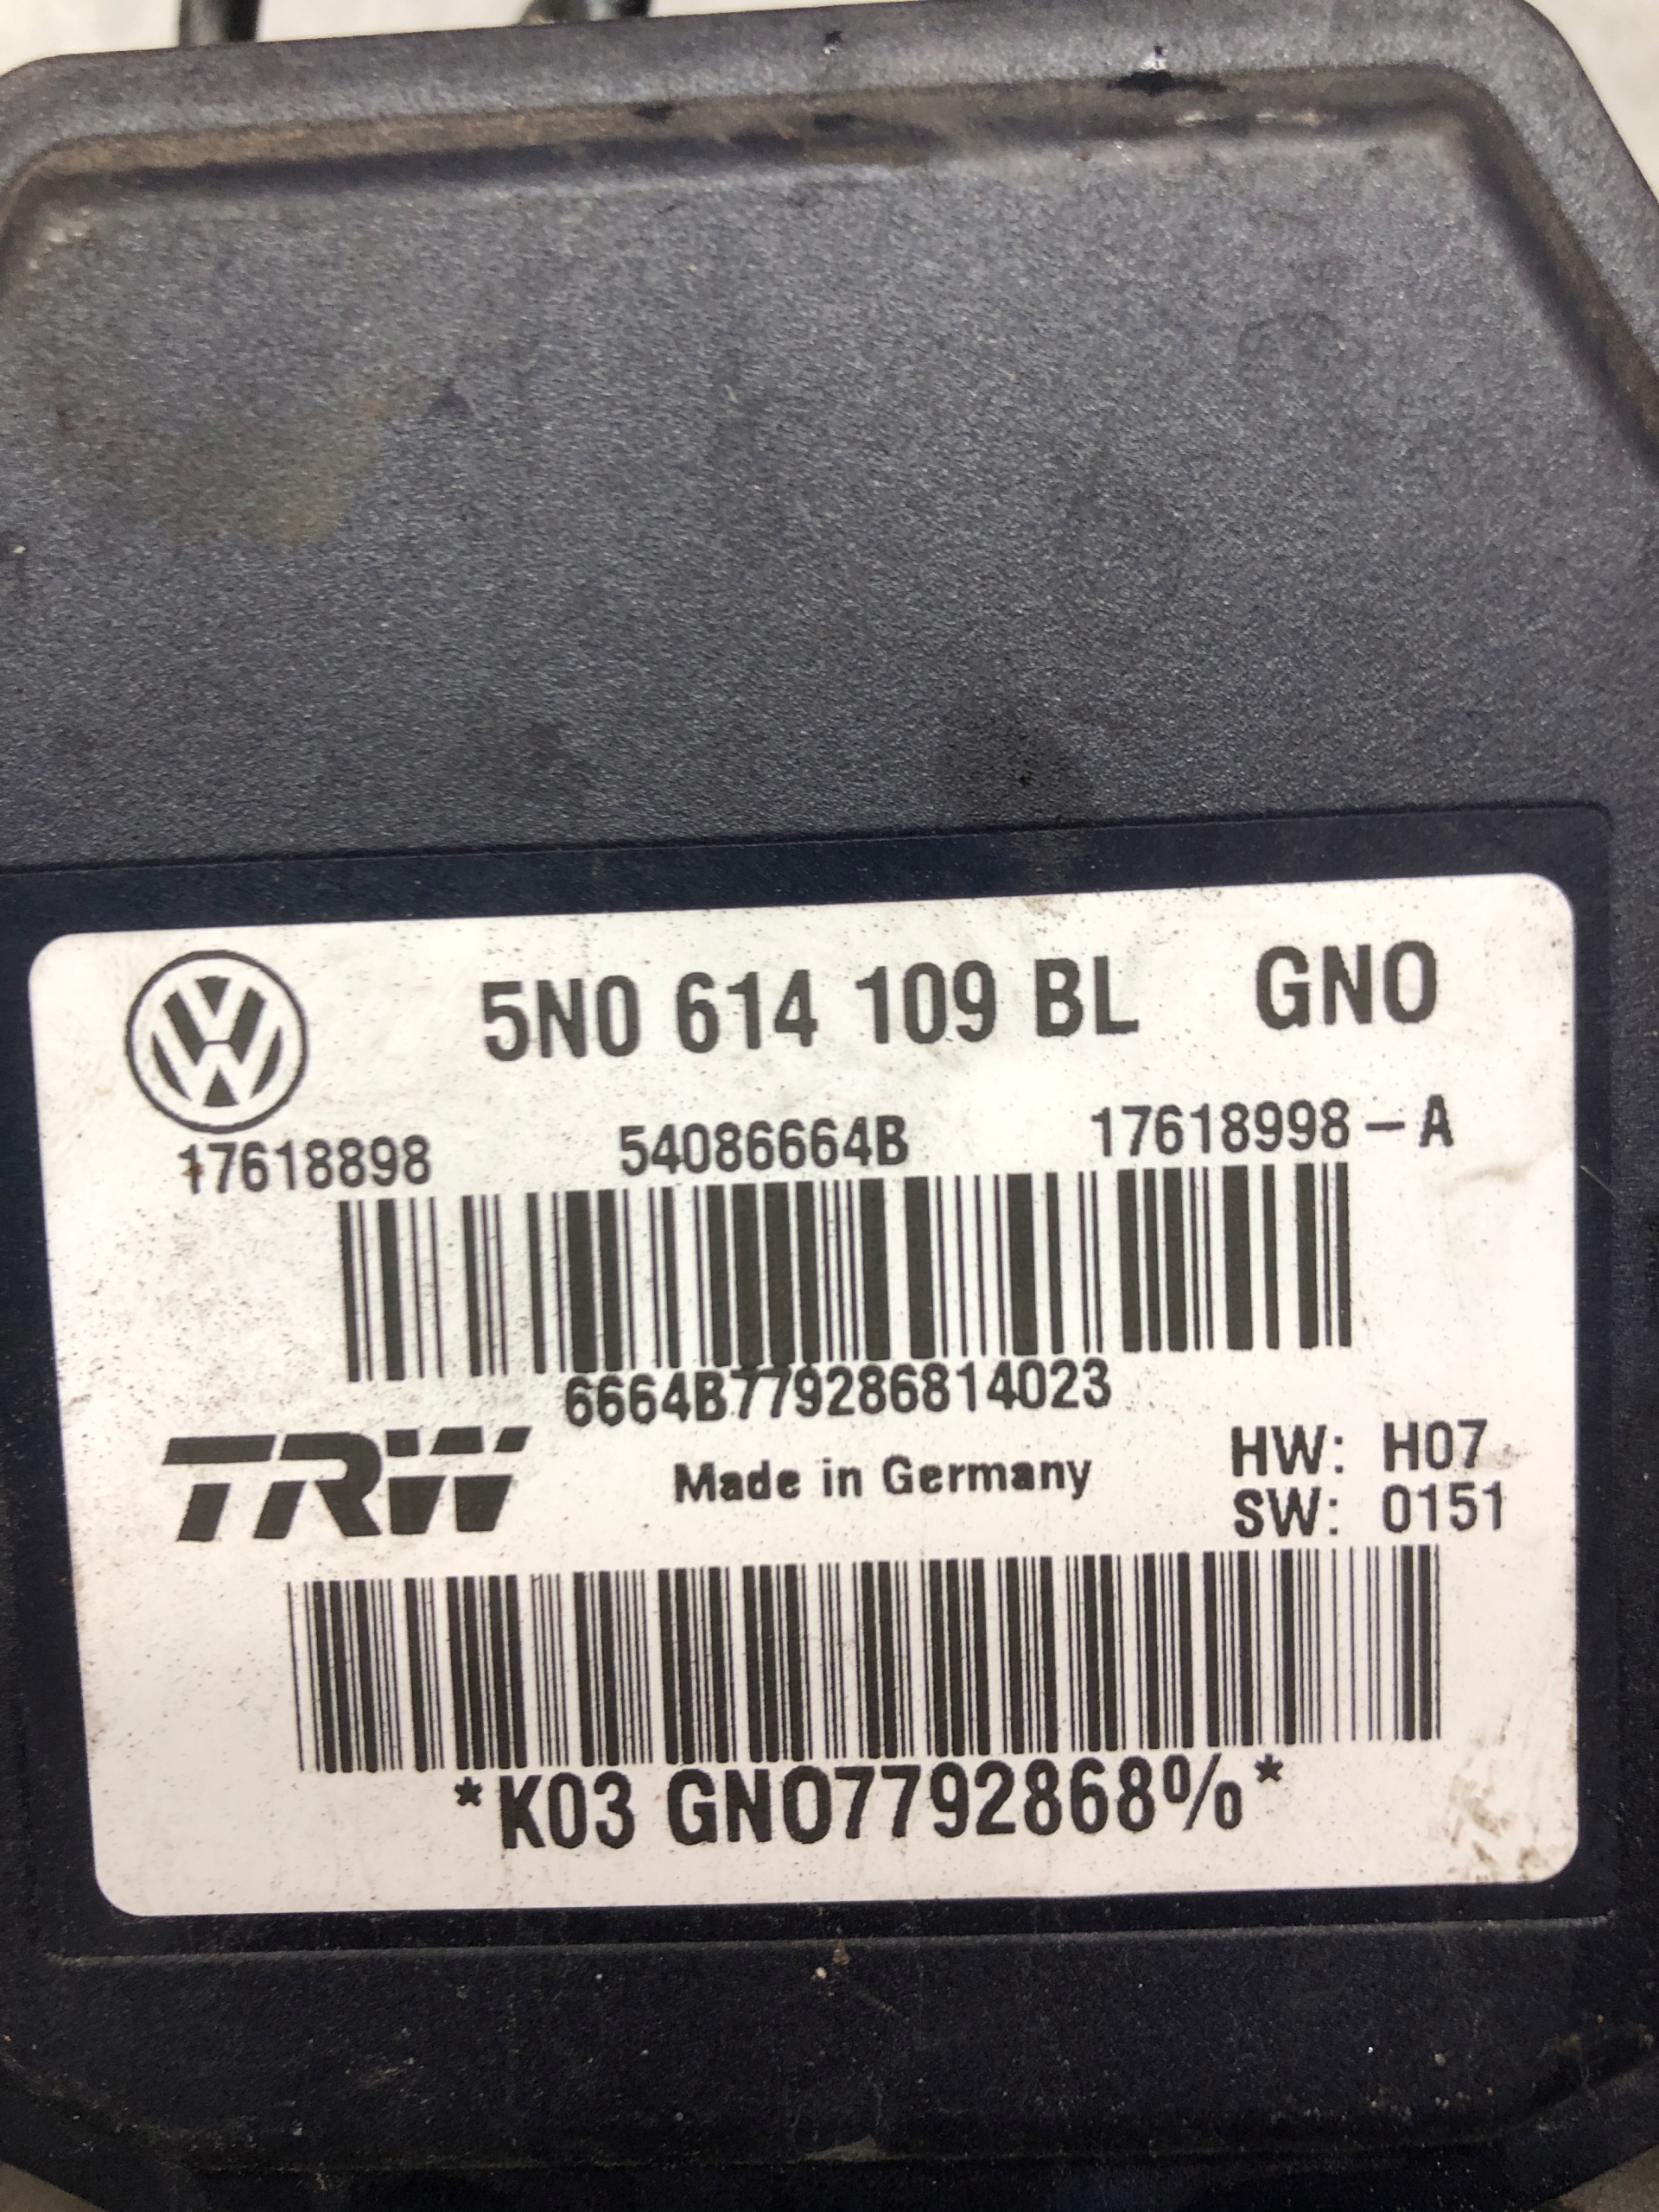 5N0 614 109 BL GNO
17618898 54086664B 17618998-A
6664B779286814023
TRW Made in Germany HW: H07
SW: 0151
*K03 GNO7792868%*